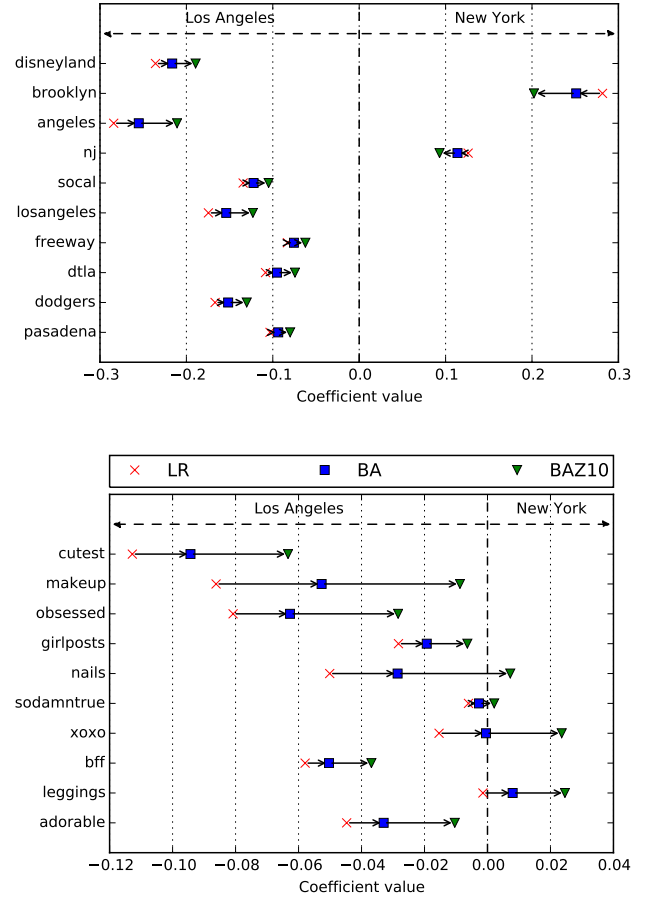 Los Angeles New York
disneyland
brooklyn
angeles
nj
socal
losangeles
freeway
dtla
dodgers
pasadena
−0.3 −0.2 −0.1 0.0 0.1 0.2 0.3
Coefficient value
LR BA BAZ10
Los Angeles New York
cutest
makeup
obsessed
girlposts
nails
sodamntrue
xoxo
bff
leggings
adorable
−0.12 −0.10 −0.08 −0.06 −0.04 −0.02 0.00 0.02 0.04
Coefficient value